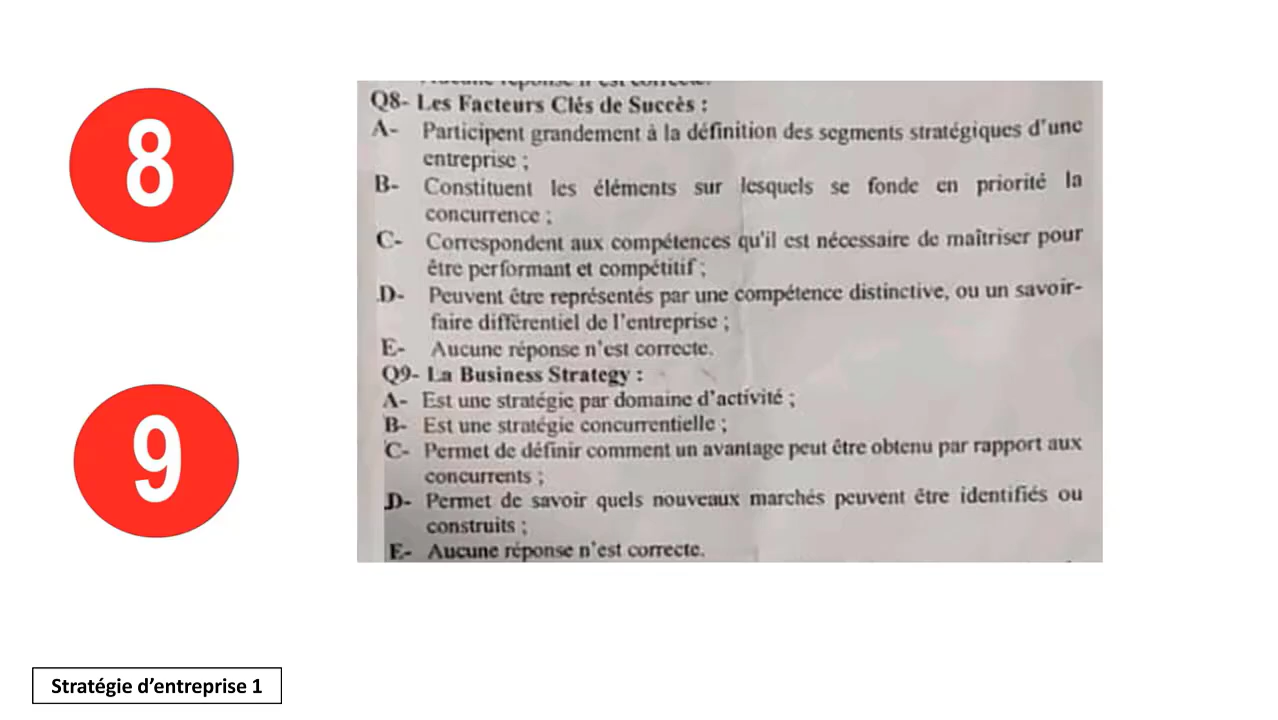 8
Q8- Les Facteurs Clés de Succès :
A- Participent grandement à la définition des segments stratégiques d'une
entreprise ;
B- Constituent les éléments sur lesquels se fonde en priorité la
concurrence ;
C- Correspondent aux compétences qu'il est nécessaire de maîtriser pour
être performant et compétitif ;
D- Peuvent être représentés par une compétence distinctive, ou un savoir-
faire différentiel de l'entreprise ;
E- Aucune réponse n'est correcte.
9
Q9- La Business Strategy :
A- Est une stratégie par domaine d'activité ;
B- Est une stratégie concurrentielle ;
C- Permet de définir comment un avantage peut être obtenu par rapport aux
concurrents ;
D- Permet de savoir quels nouveaux marchés peuvent être identifiés ou
construits ;
E- Aucune réponse n'est correcte.
Stratégie d'entreprise 1